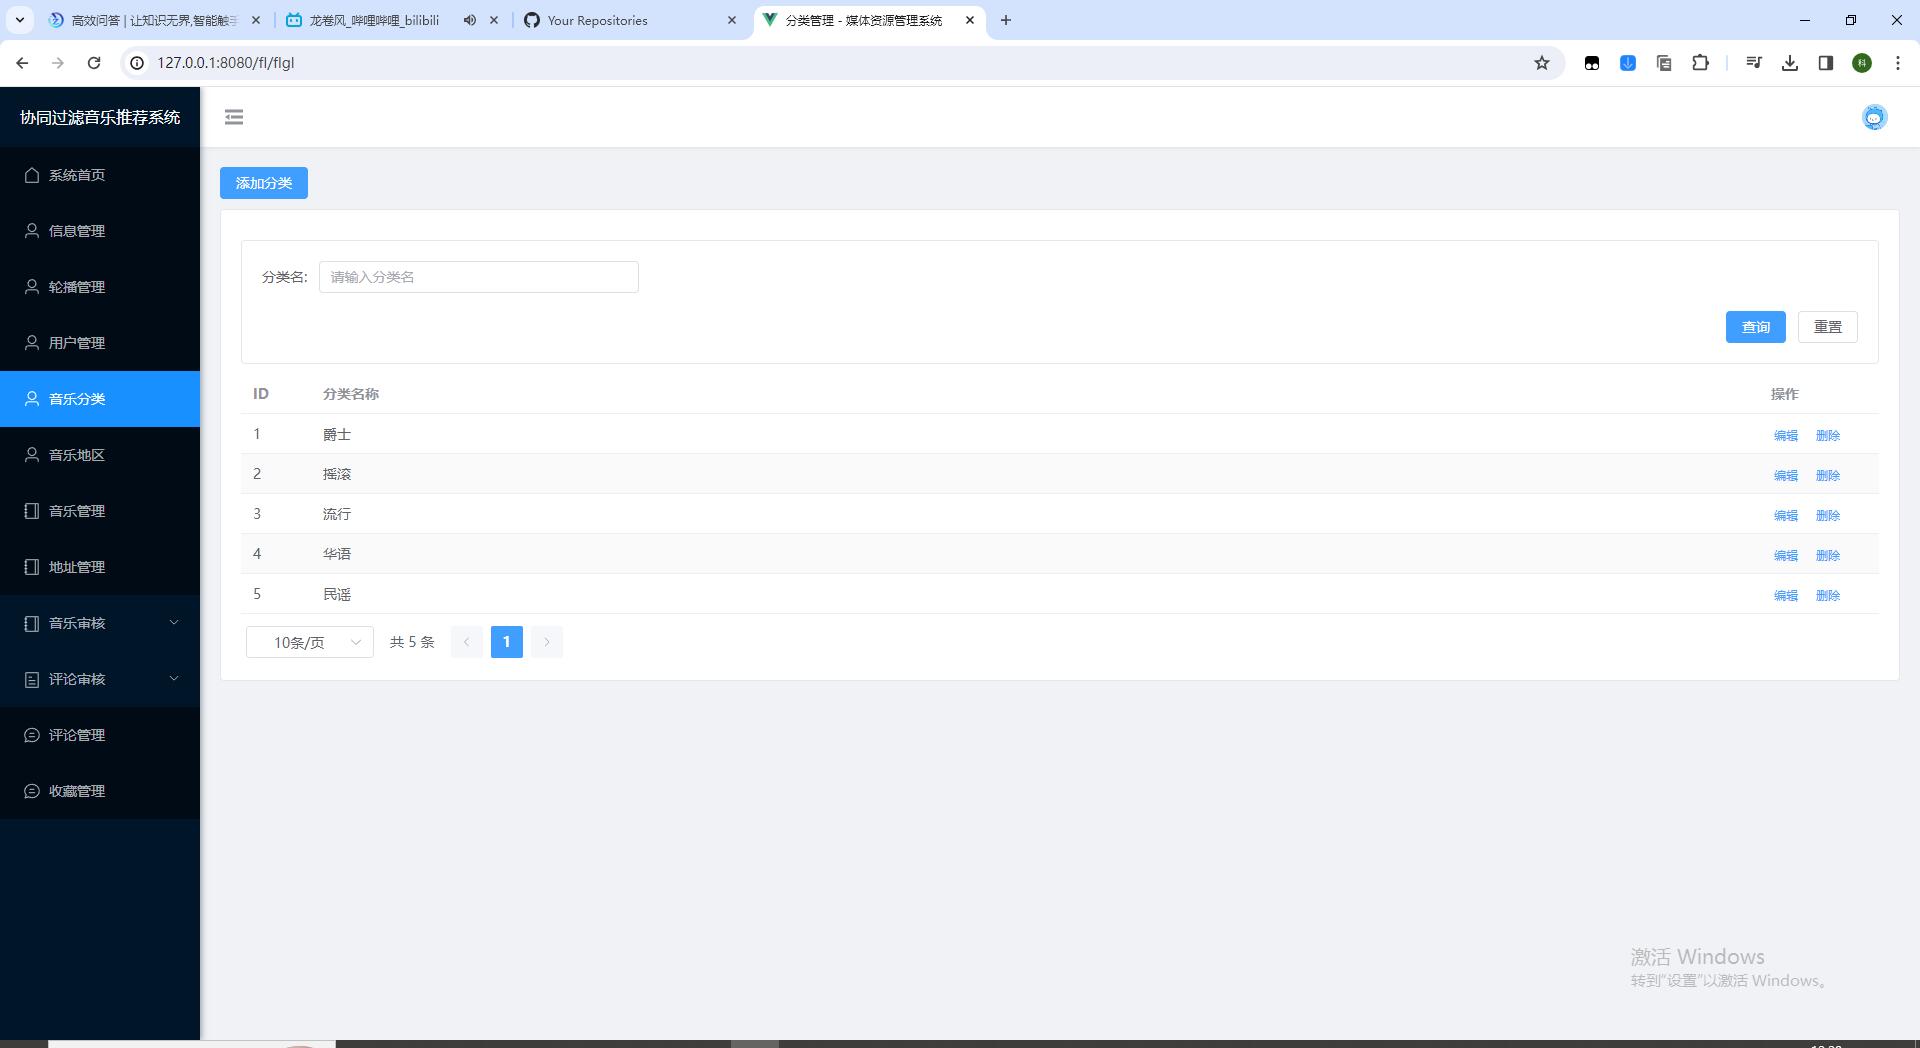 高效问答 | 让知识无界,智能触手
龙卷风_哔哩哔哩_bilibili
Your Repositories
分类管理 - 媒体资源管理系统
127.0.0.1:8080/fl/flgl
科
协同过滤音乐推荐系统
系统首页
信息管理
轮播管理
用户管理
音乐分类
音乐地区
音乐管理
地址管理
音乐审核
评论审核
评论管理
收藏管理
添加分类
分类名:
请输入分类名
查询
重置
ID 分类名称 操作
1 爵士 编辑 删除
2 摇滚 编辑 删除
3 流行 编辑 删除
4 华语 编辑 删除
5 民谣 编辑 删除
10条/页 共 5 条 1
激活 Windows
转到"设置"以激活 Windows。